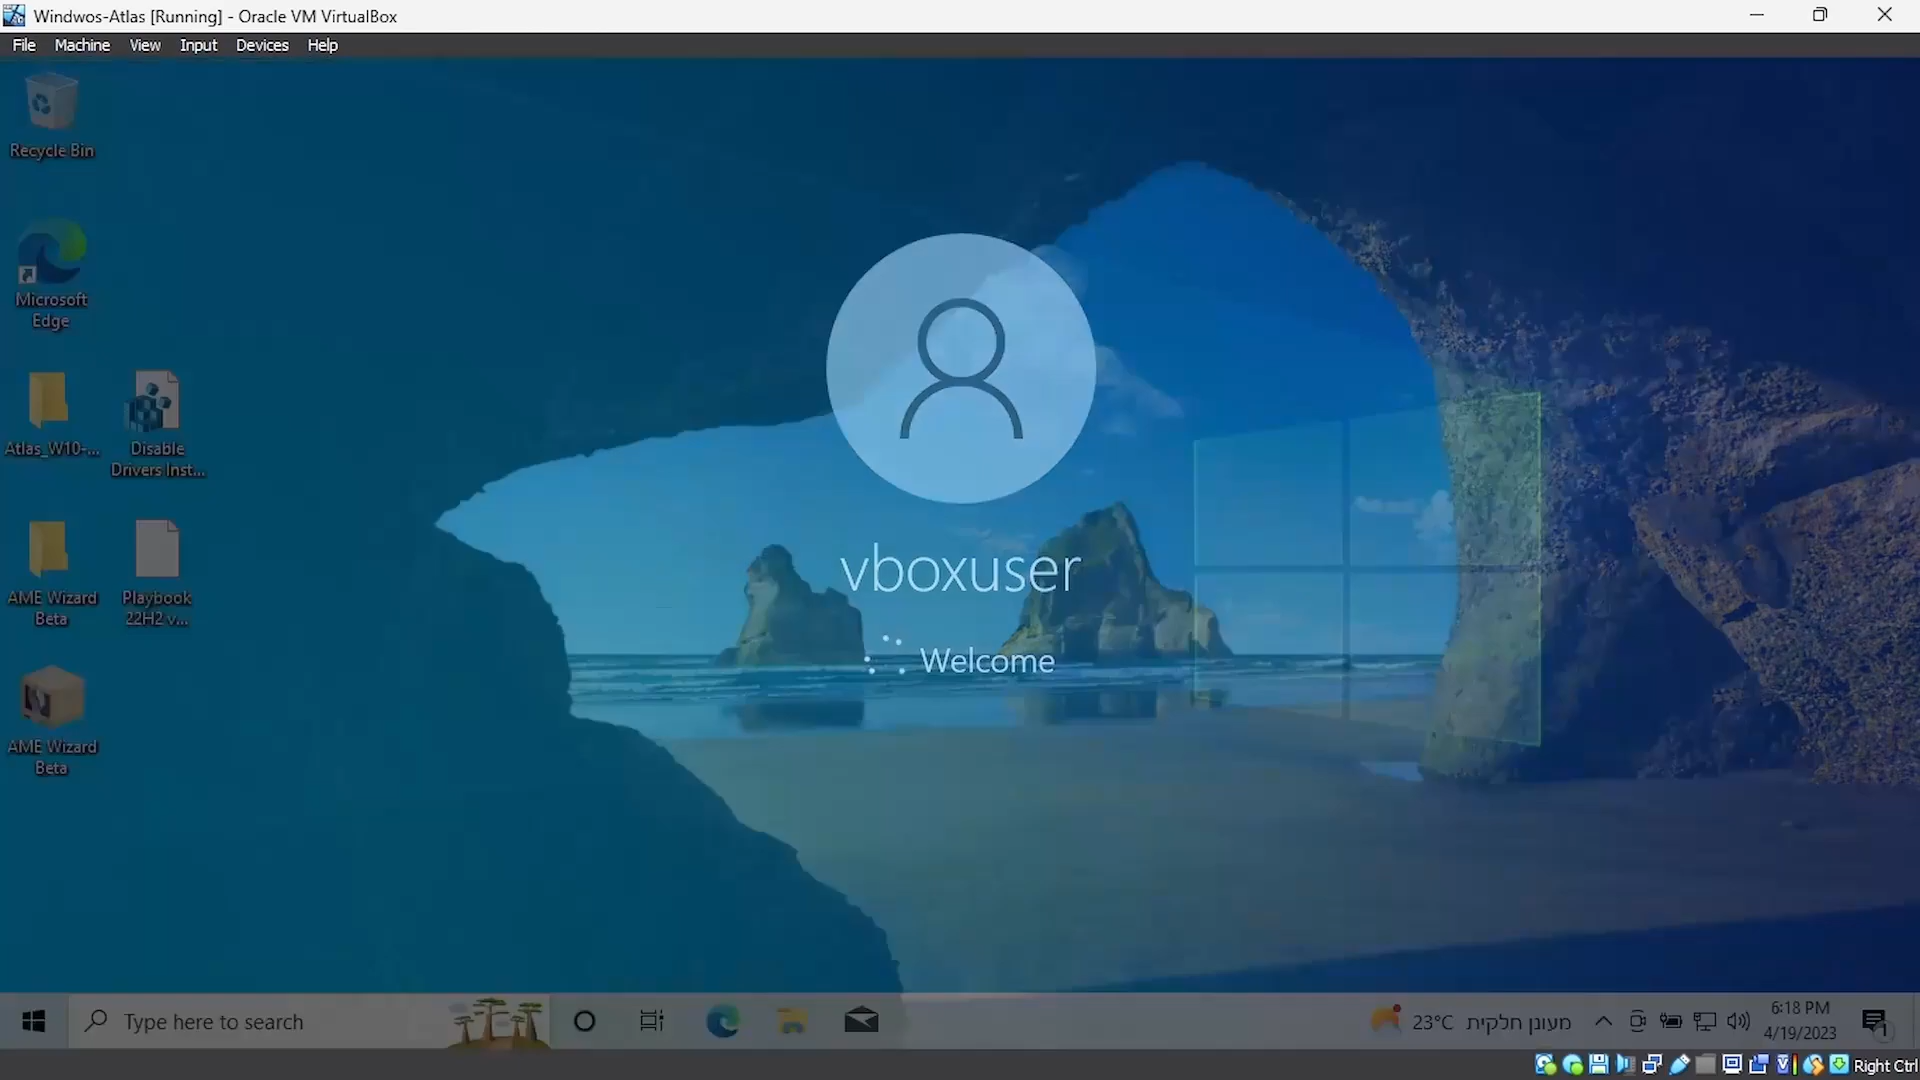 Windwos-Atlas [Running] - Oracle VM VirtualBox
File Machine View Input Devices Help
Recycle Bin
Microsoft
Edge
Atlas_W10-...
Disable
Drivers Inst...
AME Wizard
Beta
Playbook
22H2 v...
AME Wizard
Beta
vboxuser
Welcome
Type here to search
23°C מעונן חלקית
6:18 PM
4/19/2023
1
Right Ctrl